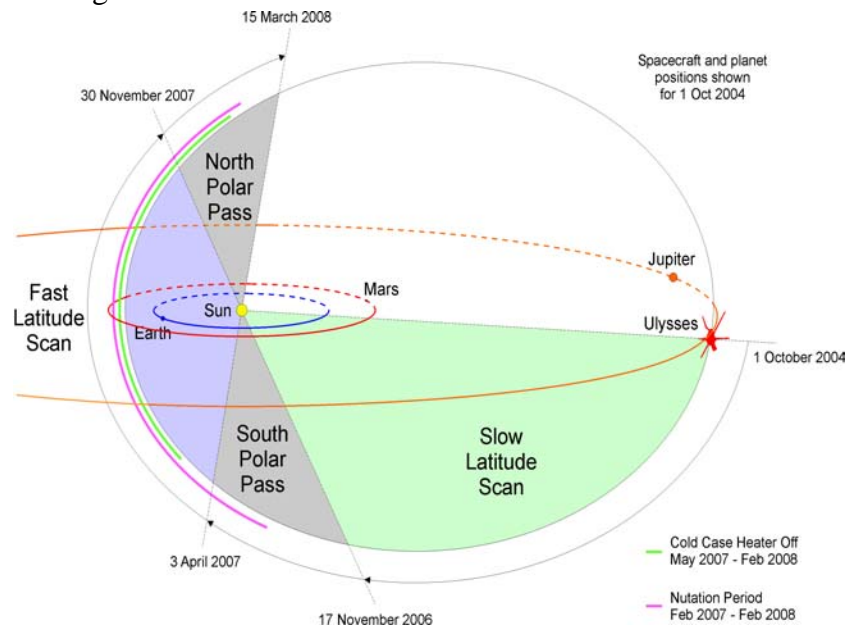 15 March 2008
Spacecraft and planet
positions shown
for 1 Oct 2004
30 November 2007
North
Polar
Pass
Jupiter
Mars
Fast
Latitude
Scan
Sun
Ulysses
Earth
1 October 2004
South
Polar
Pass
Slow
Latitude
Scan
Cold Case Heater Off
May 2007 - Feb 2008
3 April 2007
Nutation Period
Feb 2007 - Feb 2008
17 November 2006